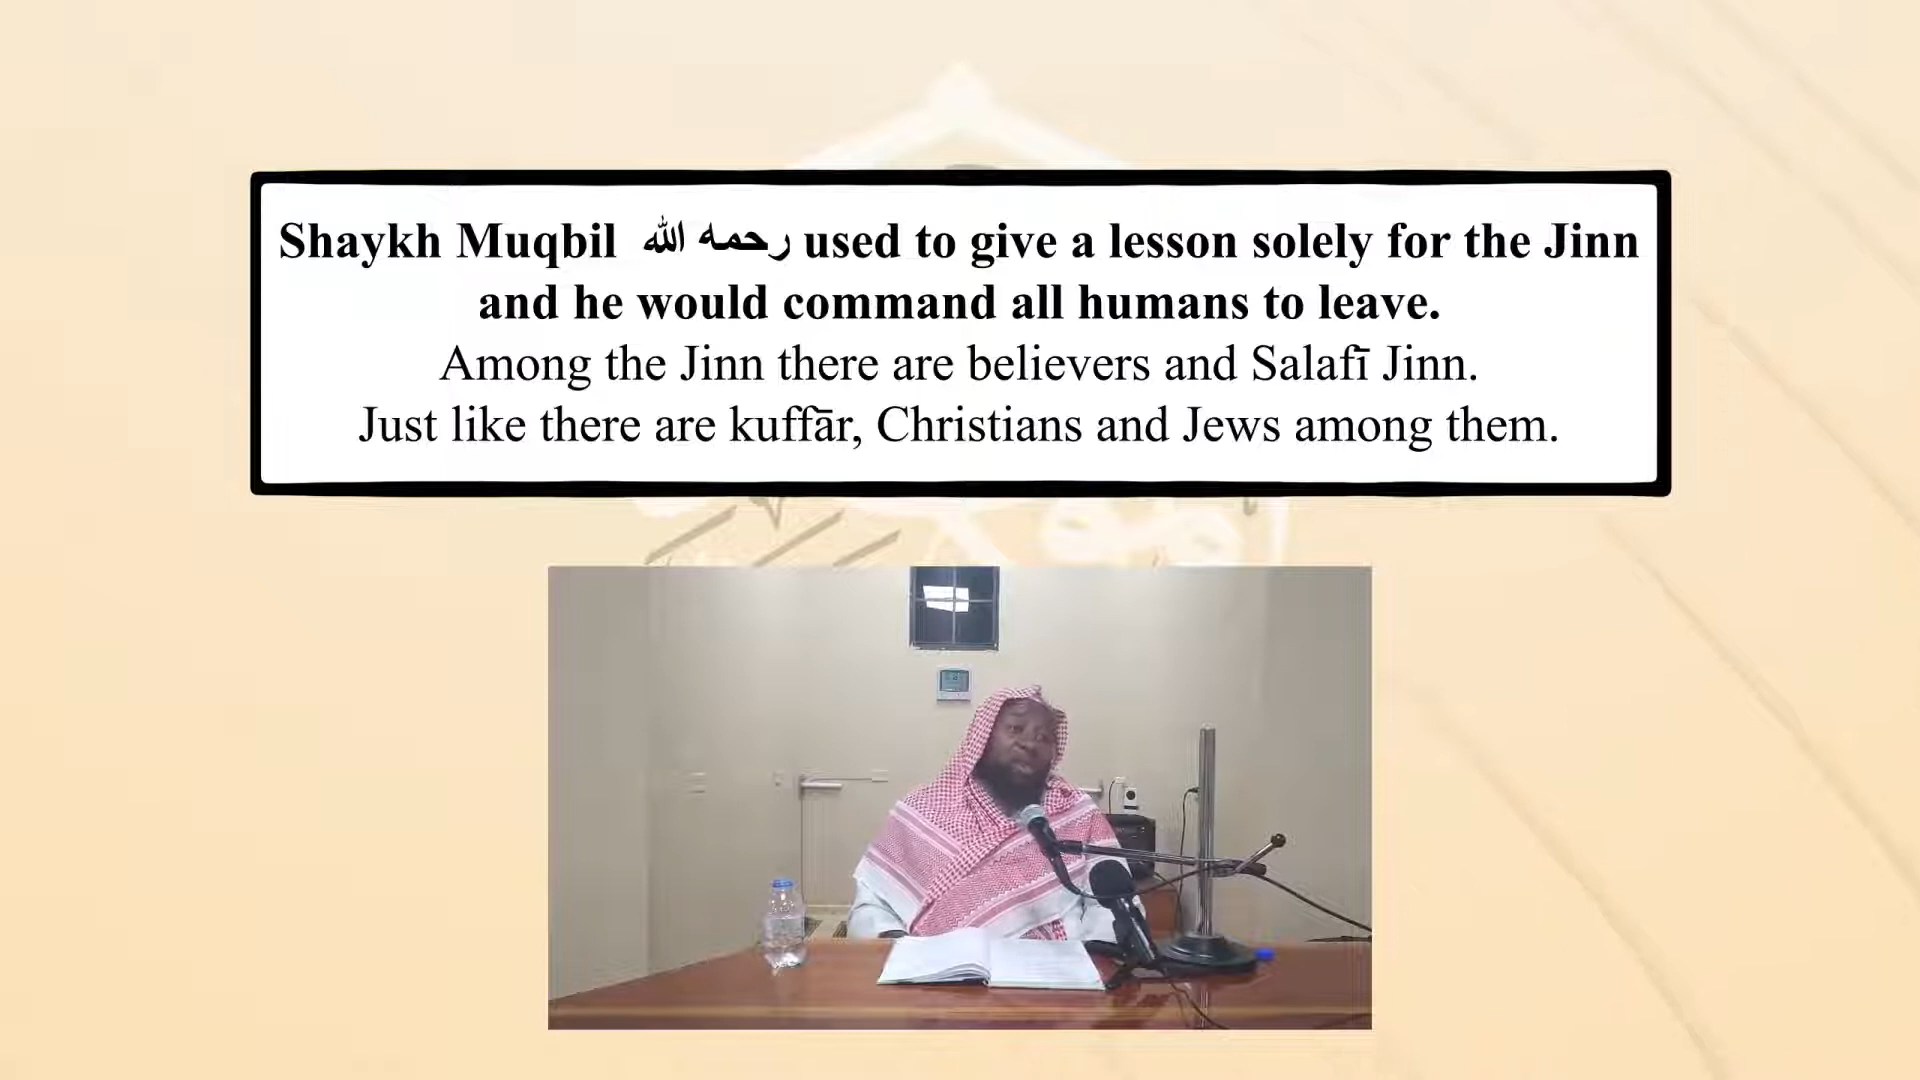 Shaykh Muqbil رحمه الله used to give a lesson solely for the Jinn
and he would command all humans to leave.
Among the Jinn there are believers and Salafī Jinn.
Just like there are kuffār, Christians and Jews among them.